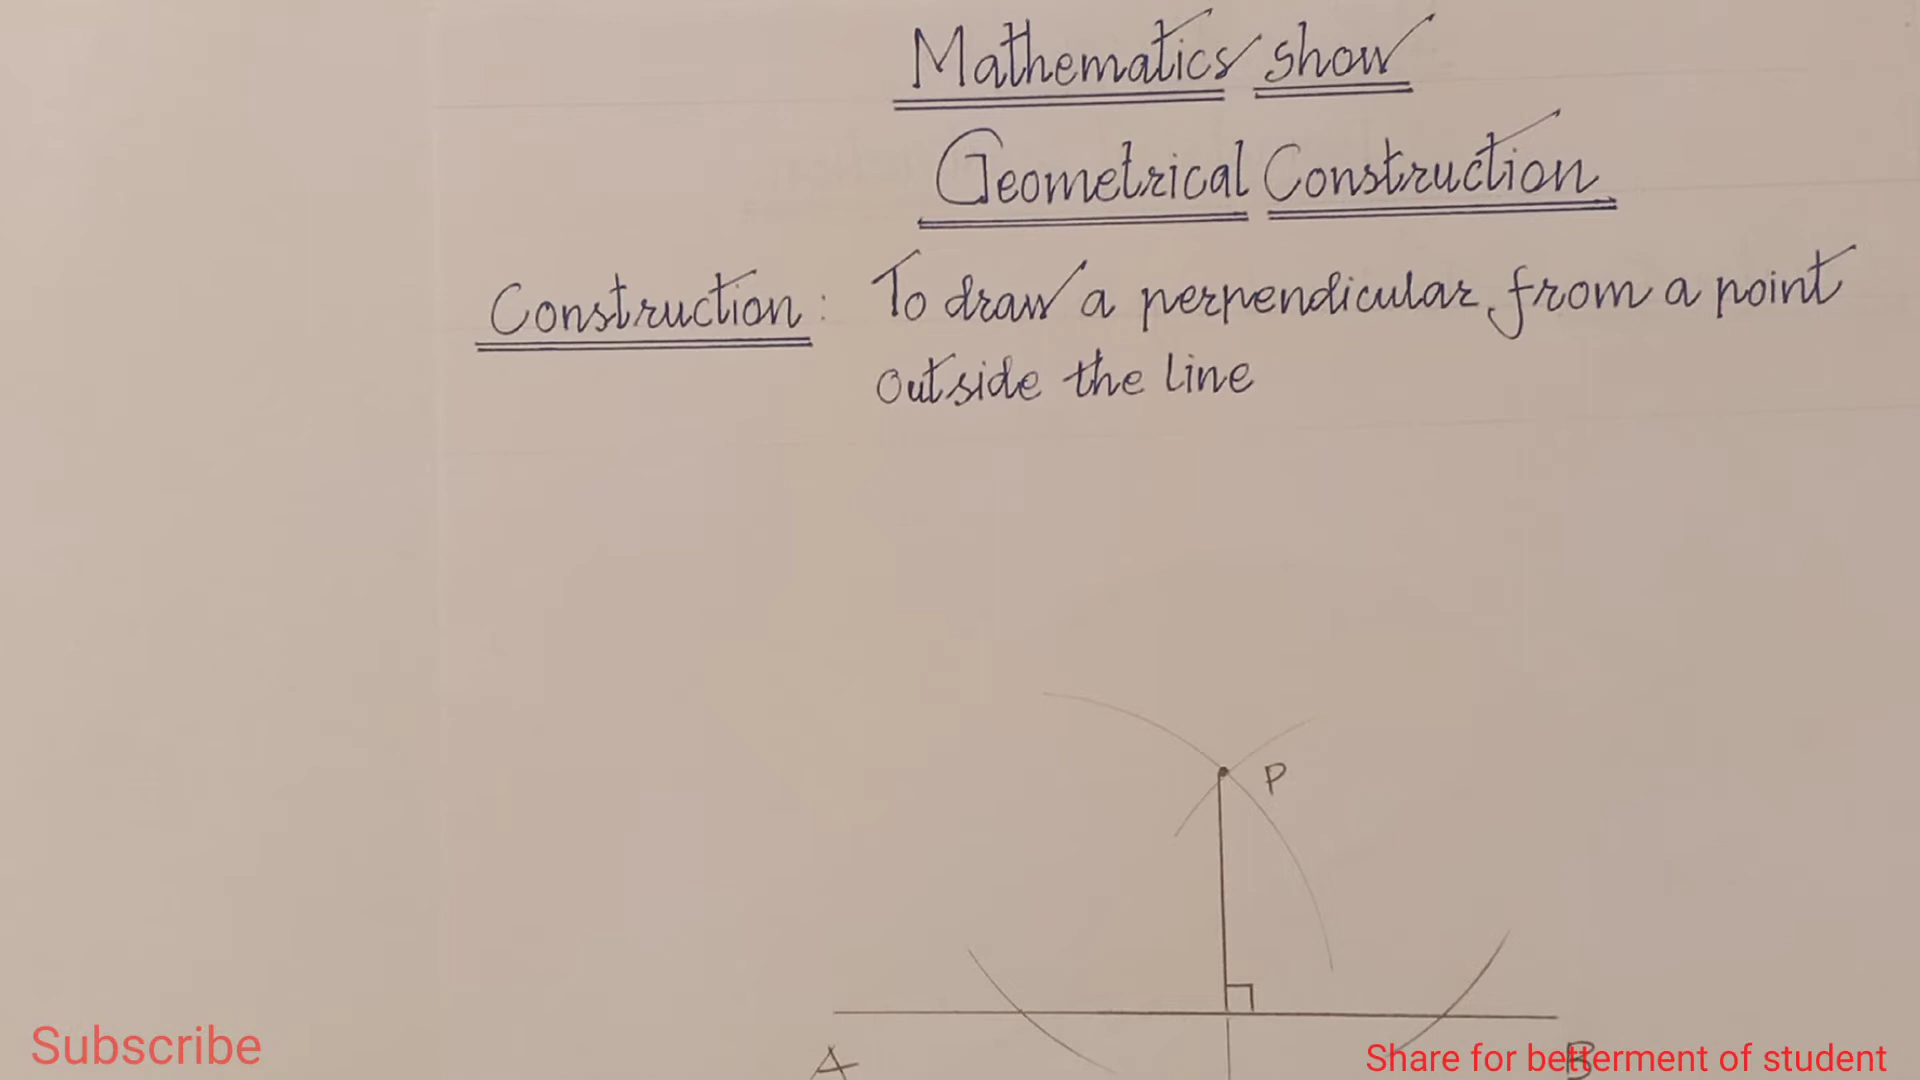 Mathematics show
Geometrical Construction
Construction: To draw a perpendicular from a point
outside the line
P
A B
Subscribe
Share for betterment of student